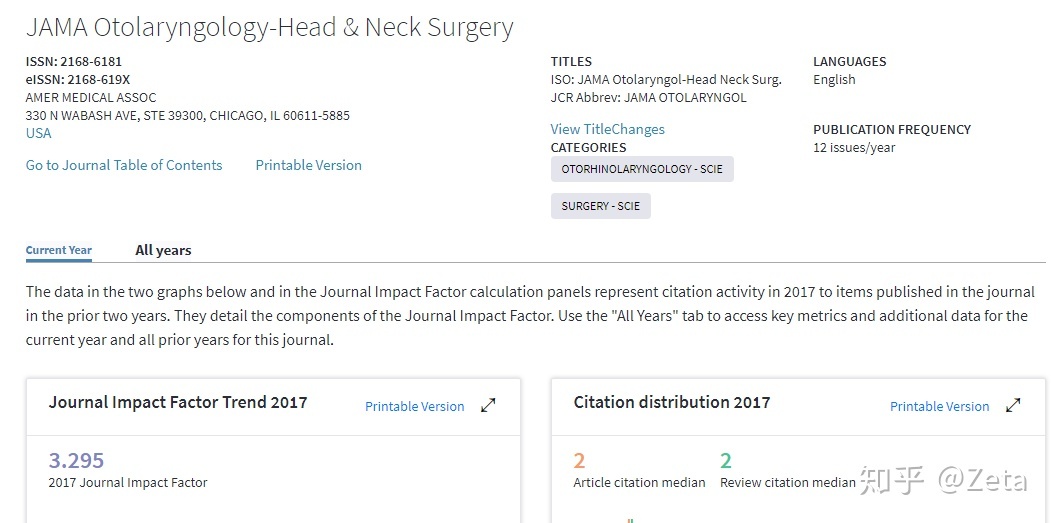 JAMA Otolaryngology-Head & Neck Surgery
ISSN: 2168-6181
eISSN: 2168-619X
AMER MEDICAL ASSOC
330 N WABASH AVE, STE 39300, CHICAGO, IL 60611-5885
USA
Go to Journal Table of Contents Printable Version
TITLES
ISO: JAMA Otolaryngol-Head Neck Surg.
JCR Abbrev: JAMA OTOLARYNGOL
View TitleChanges
CATEGORIES
OTORHINOLARYNGOLOGY - SCIE
SURGERY - SCIE
LANGUAGES
English
PUBLICATION FREQUENCY
12 issues/year
Current Year All years
The data in the two graphs below and in the Journal Impact Factor calculation panels represent citation activity in 2017 to items published in the journal
in the prior two years. They detail the components of the Journal Impact Factor. Use the "All Years" tab to access key metrics and additional data for the
current year and all prior years for this journal.
Journal Impact Factor Trend 2017 Printable Version
3.295
2017 Journal Impact Factor
Citation distribution 2017 Printable Version
2 2
Article citation median Review citation median
知乎 @Zeta